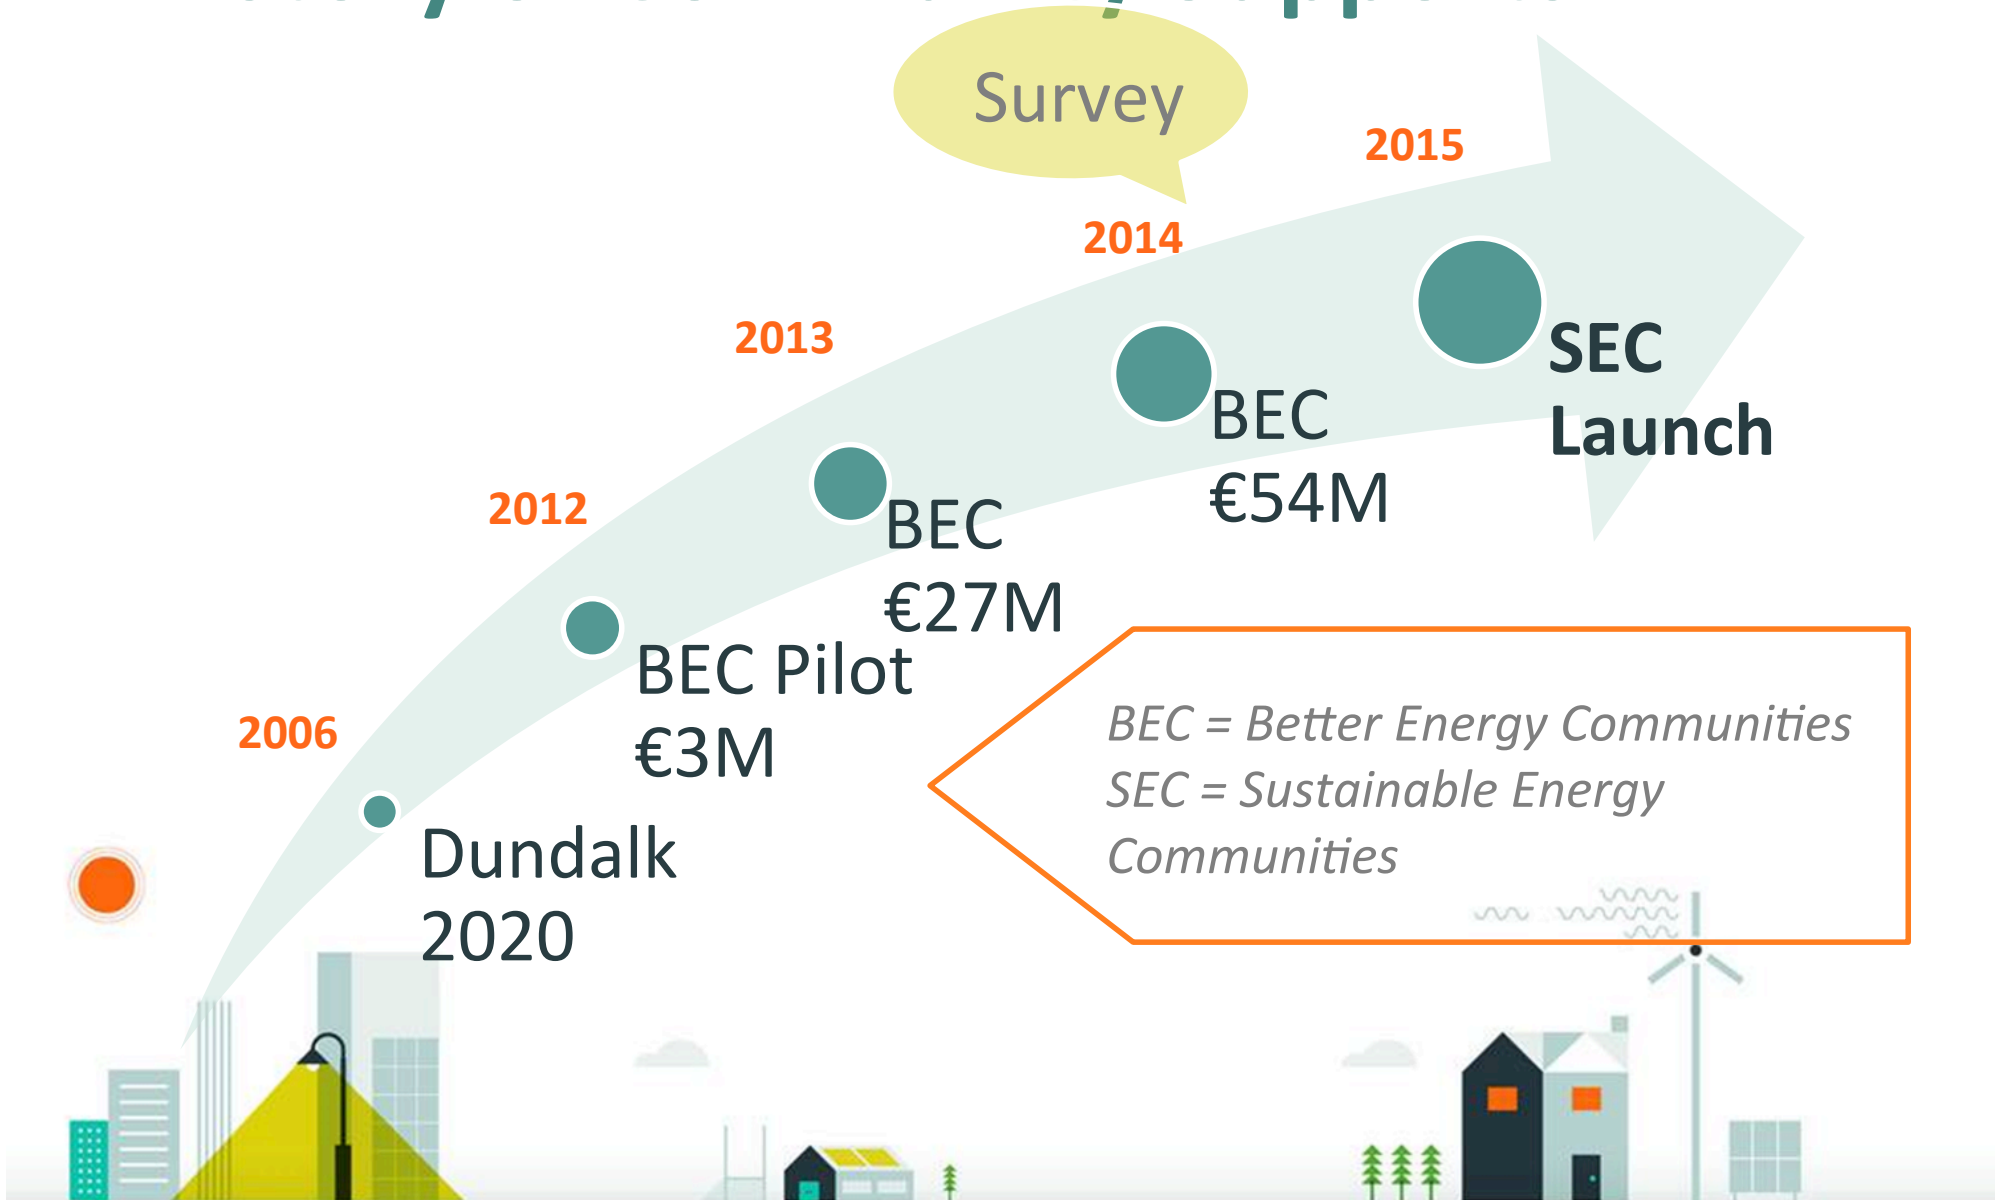 Survey
2015
2014
2013
2012
2006
SEC
Launch
BEC
€54M
BEC
€27M
BEC Pilot
€3M
Dundalk
2020
BEC = Better Energy Communities
SEC = Sustainable Energy
Communities